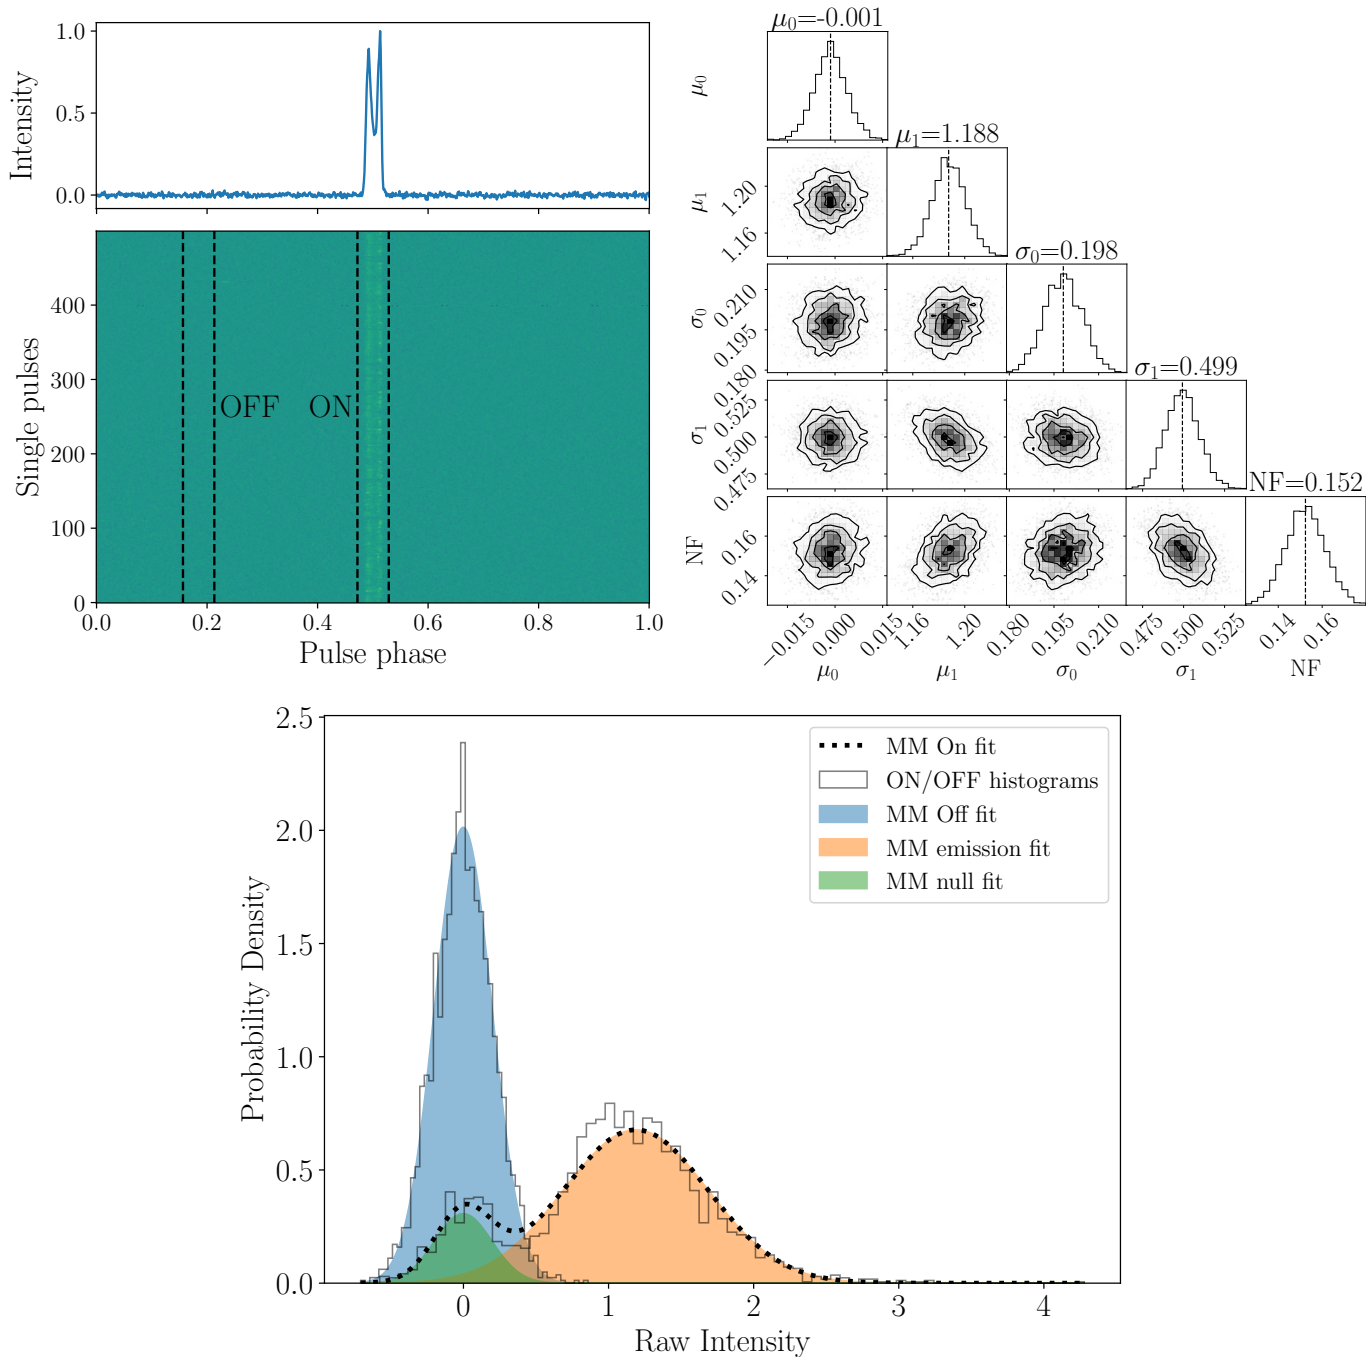 Intensity
1.0
0.5
0.0
Single pulses
400
300
200
100
0
OFF
ON
0.0 0.2 0.4 0.6 0.8 1.0
Pulse phase
μ₀=-0.001
μ₀
μ₁=1.188
μ₁
1.20
1.16
σ₀=0.198
σ₀
0.210
0.195
0.180
σ₁=0.499
σ₁
0.525
0.500
0.475
NF=0.152
NF
0.16
0.14
−0.015 0.000 0.015 1.16 1.20 0.180 0.195 0.210 0.475 0.500 0.525 0.14 0.16
μ₀ μ₁ σ₀ σ₁ NF
Probability Density
2.5
2.0
1.5
1.0
0.5
0.0
MM On fit
ON/OFF histograms
MM Off fit
MM emission fit
MM null fit
0 1 2 3 4
Raw Intensity